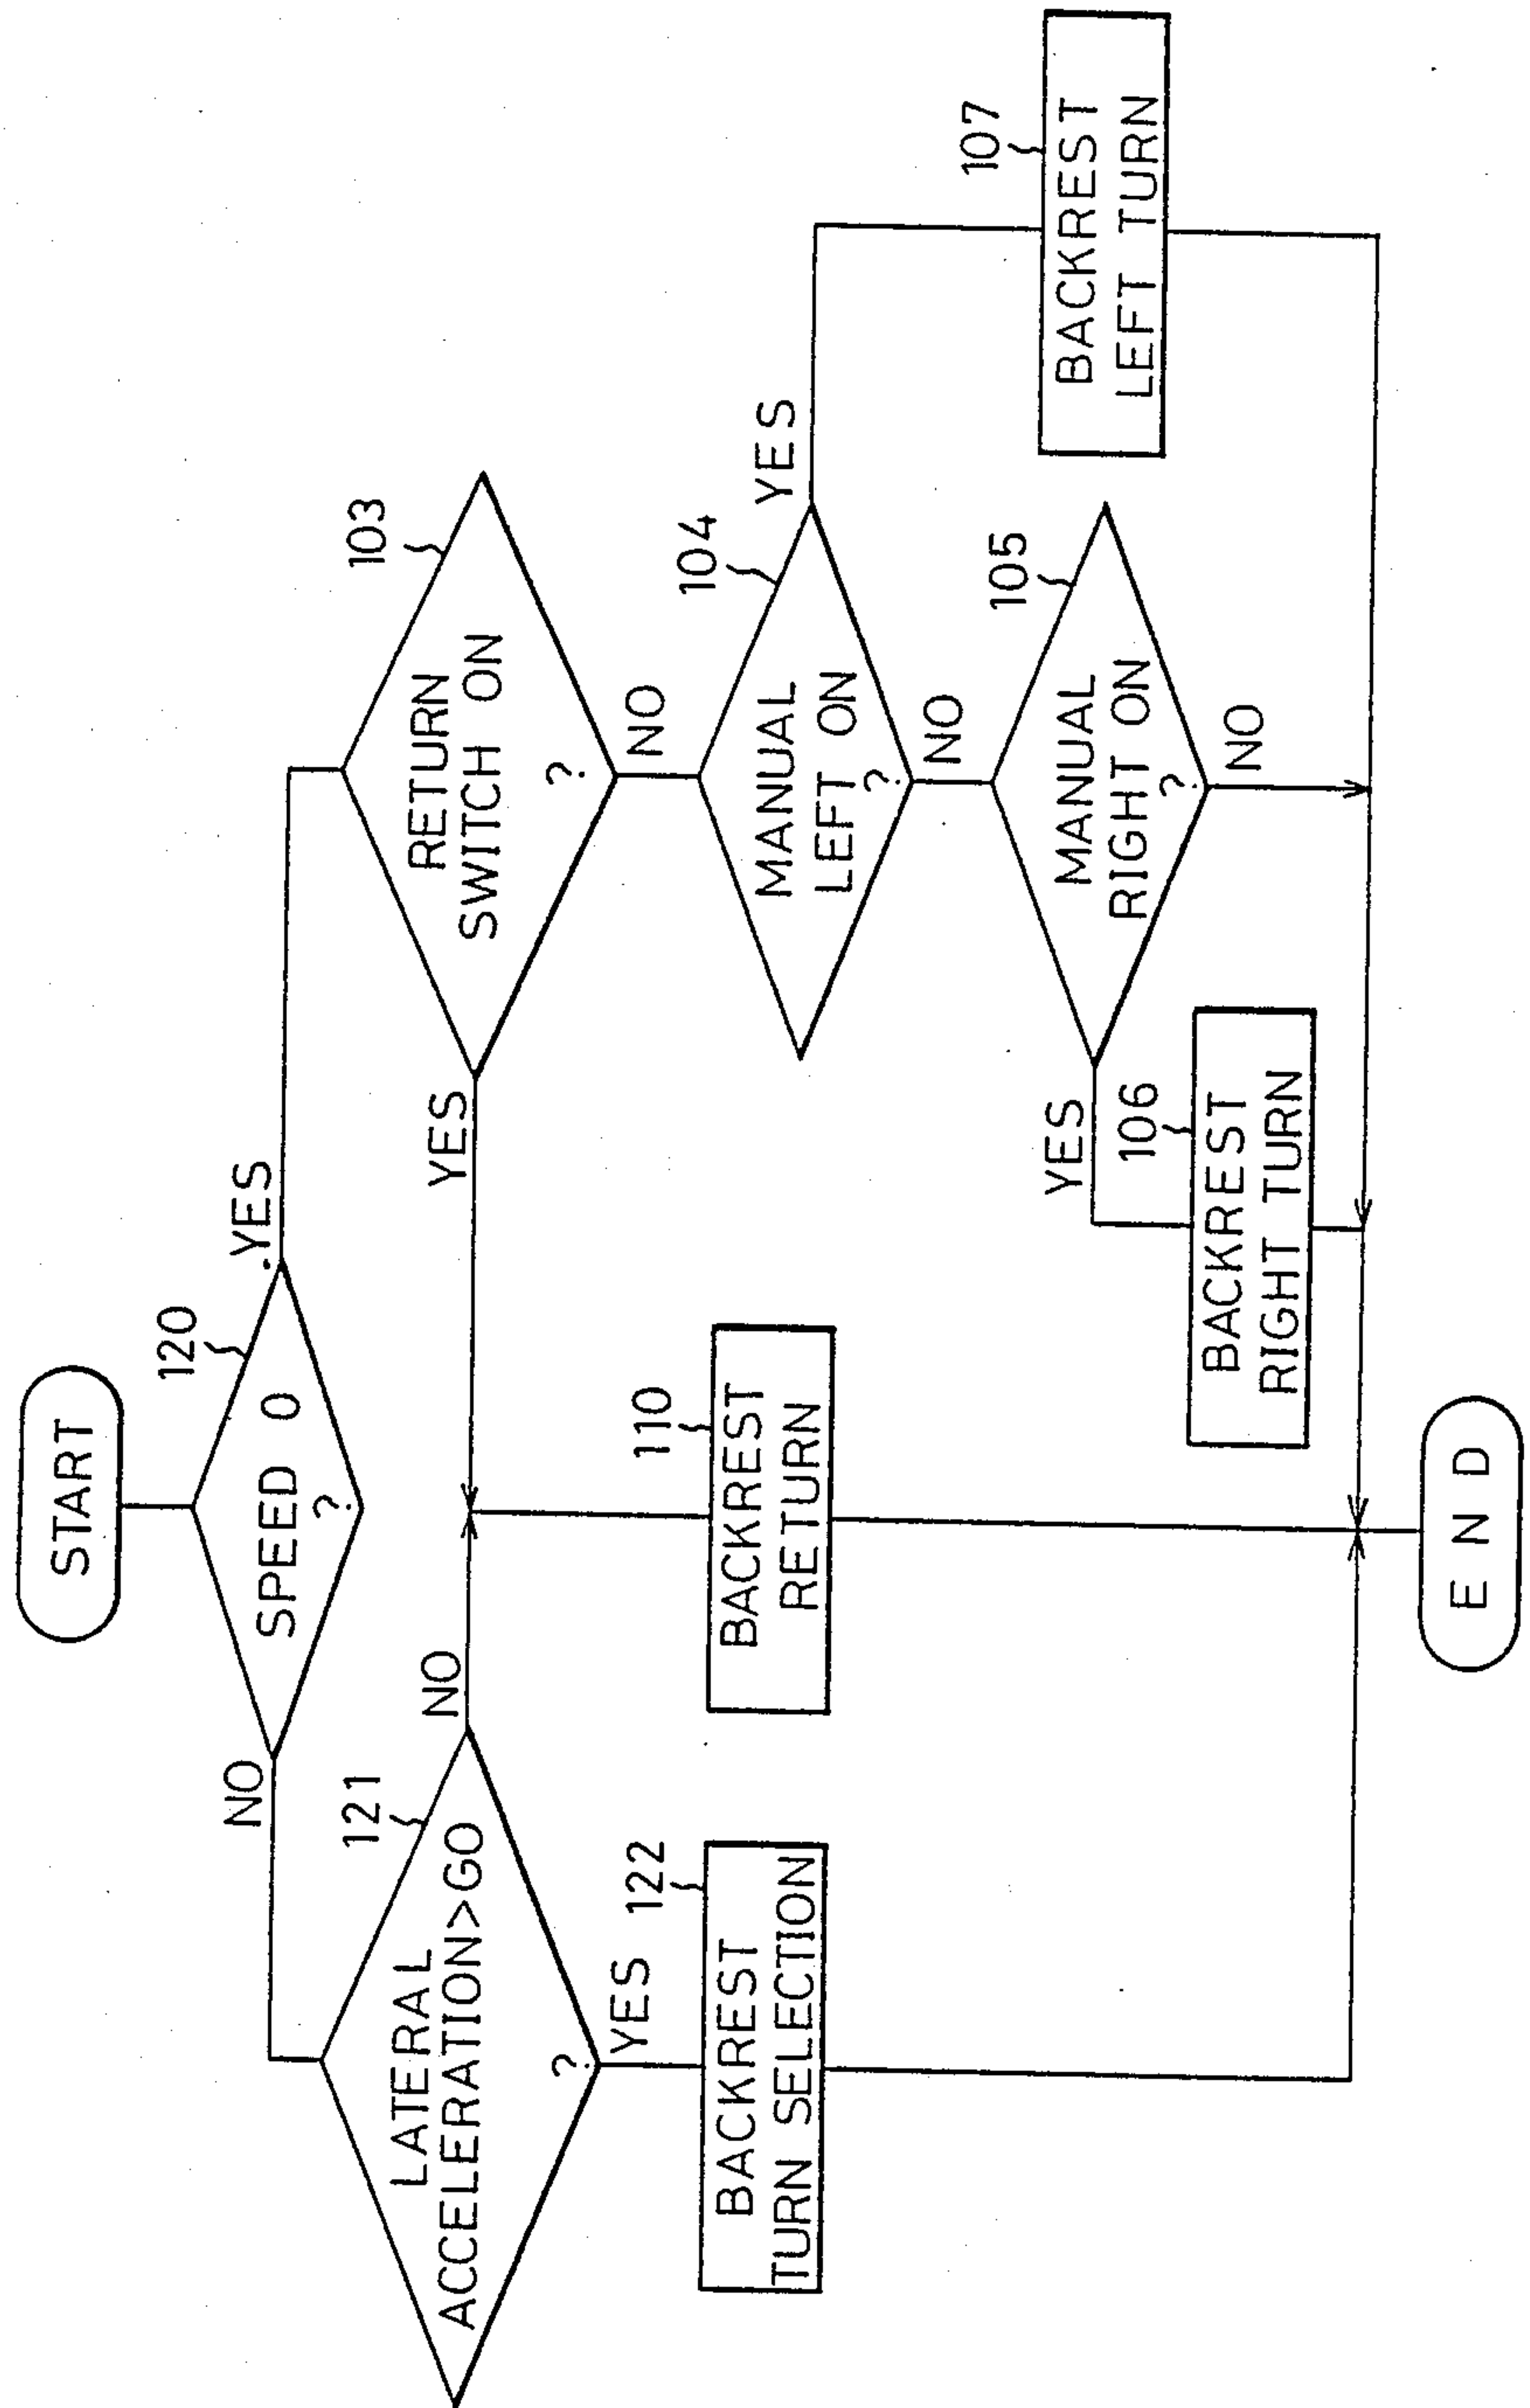 START
120
SPEED 0
?
NO
YES
121
LATERAL
ACCELERATION>GO
?
NO
YES
103
RETURN
SWITCH ON
?
YES
NO
122
BACKREST
TURN SELECTION
110
BACKREST
RETURN
104
MANUAL
LEFT ON
?
YES
NO
105
MANUAL
RIGHT ON
?
YES
NO
106
BACKREST
RIGHT TURN
107
BACKREST
LEFT TURN
END